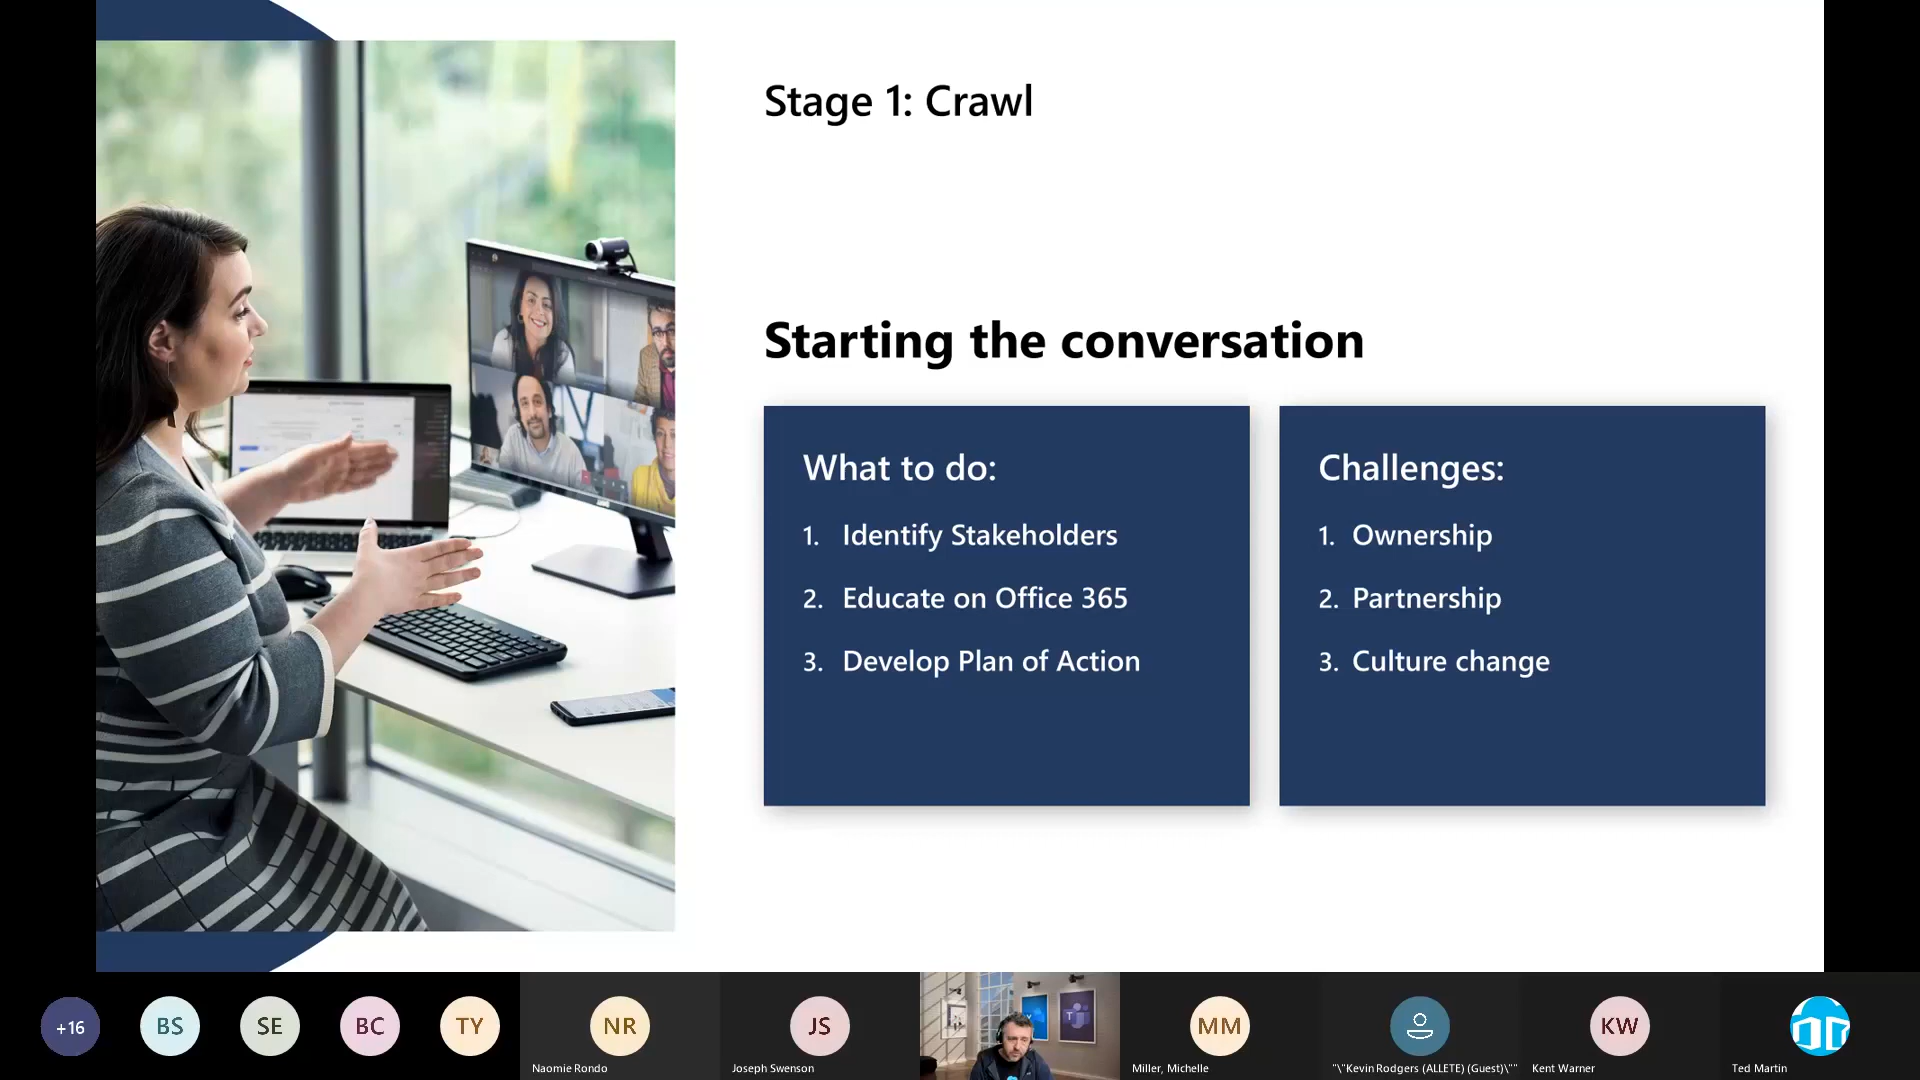 Stage 1: Crawl
Starting the conversation
What to do:
1. Identify Stakeholders
2. Educate on Office 365
3. Develop Plan of Action
Challenges:
1. Ownership
2. Partnership
3. Culture change
+16
BS
SE
BC
TY
NR
Naomie Rondo
JS
Joseph Swenson
MM
Miller, Michelle
"\"Kevin Rodgers (ALLETE) (Guest)\""
KW
Kent Warner
Ted Martin